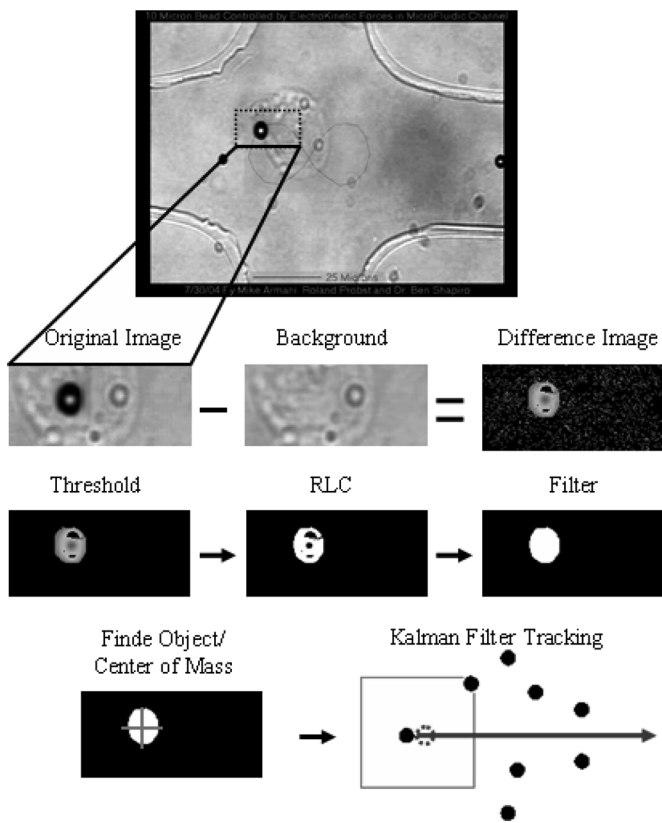 10 Micron Bead Controlled by ElectroKinetic Forces in MicroFluidic Channel
25 Microns
7/30/04 By Mike Armani, Roland Probst and Dr. Ben Shapiro
Original Image
Background
Difference Image
Threshold
RLC
Filter
Finde Object/
Center of Mass
Kalman Filter Tracking